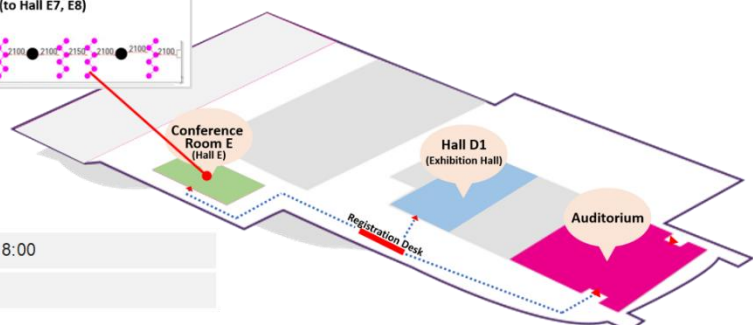 (to Hall E7, E8)
2100 2100 2150 2100 2100 2100
Conference
Room E
(Hall E)
Hall D1
(Exhibition Hall)
Auditorium
Registration Desk
8:00